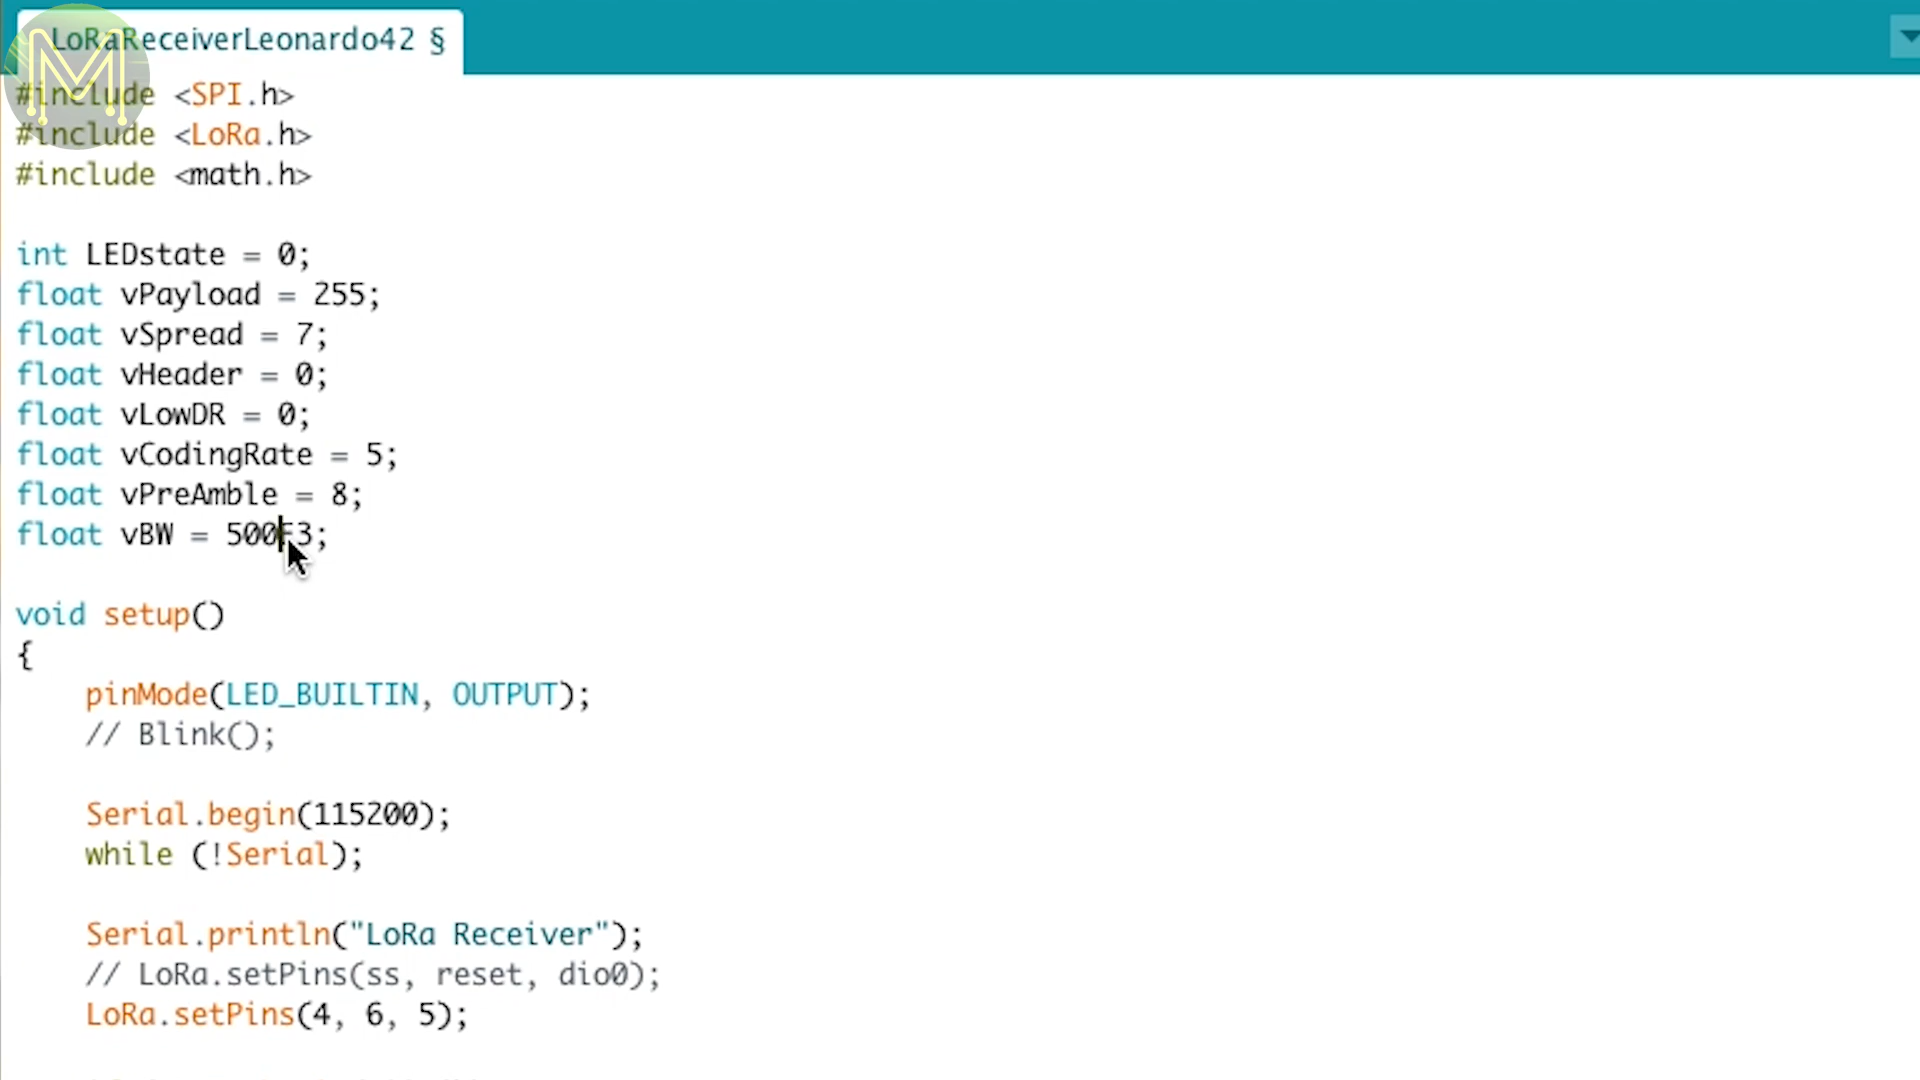 LoRaReceiverLeonardo42 §
#include <SPI.h>
#include <LoRa.h>
#include <math.h>
int LEDstate = 0;
float vPayload = 255;
float vSpread = 7;
float vHeader = 0;
float vLowDR = 0;
float vCodingRate = 5;
float vPreAmble = 8;
float vBW = 500E3;
void setup()
{
pinMode(LED_BUILTIN, OUTPUT);
// Blink();
Serial.begin(115200);
while (!Serial);
Serial.println("LoRa Receiver");
// LoRa.setPins(ss, reset, dio0);
LoRa.setPins(4, 6, 5);